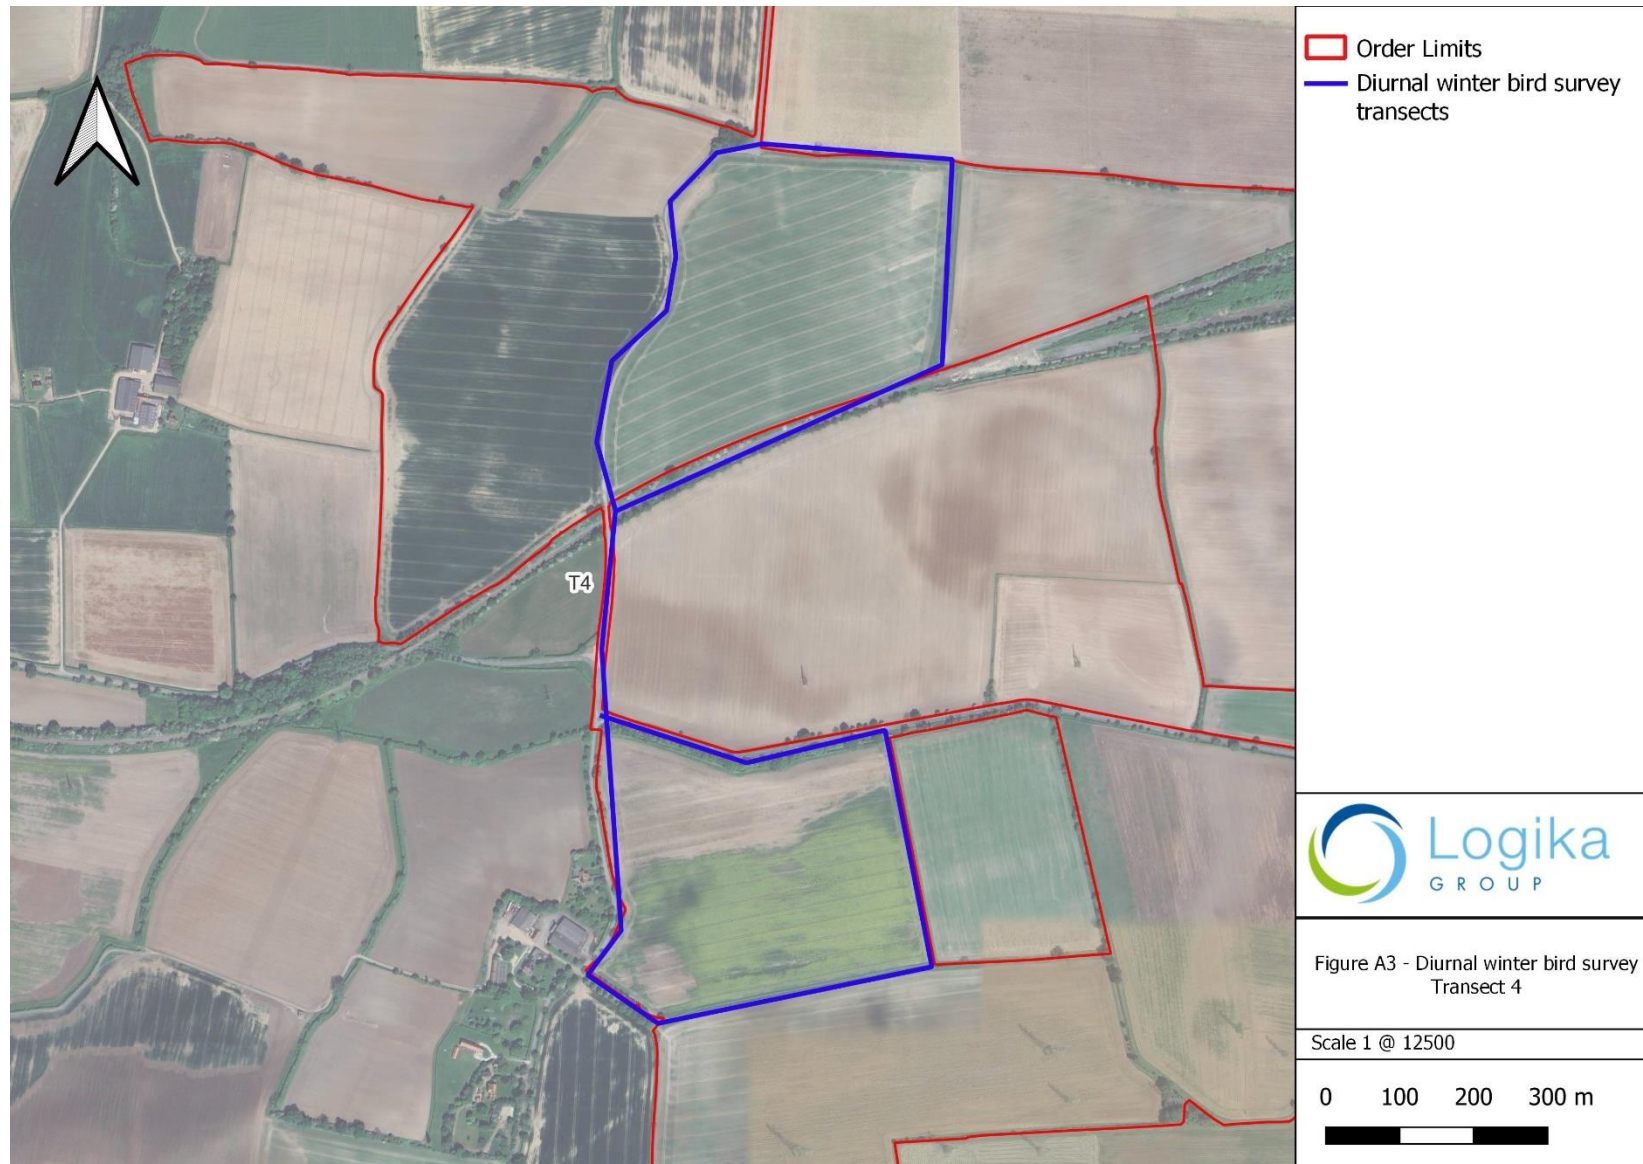 Order Limits
Diurnal winter bird survey
transects
T4
Logika
GROUP
Figure A3 - Diurnal winter bird survey
Transect 4
Scale 1 @ 12500
0 100 200 300 m